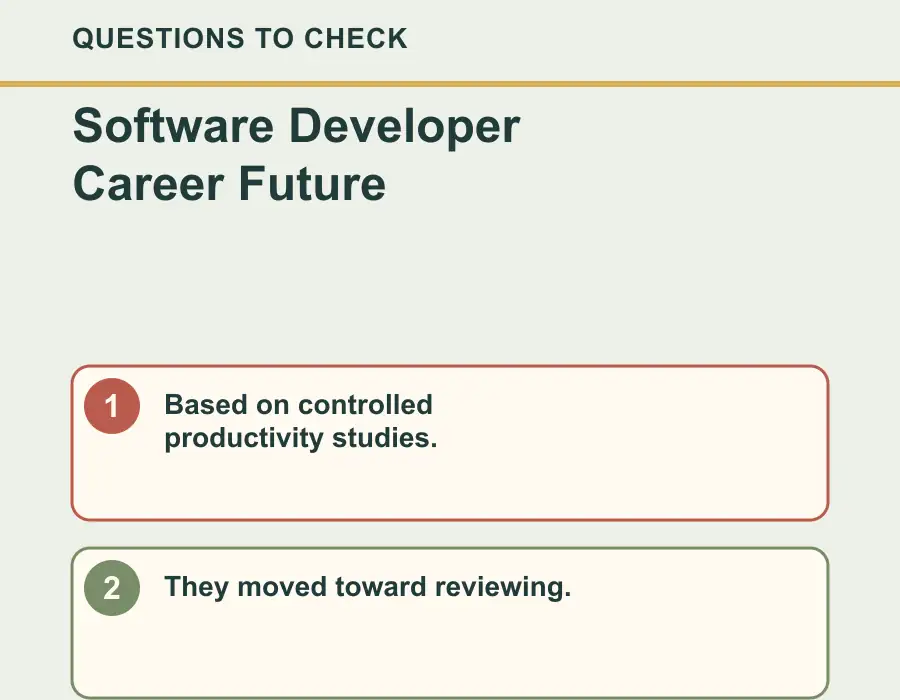 QUESTIONS TO CHECK
Software Developer
Career Future
1
Based on controlled
productivity studies.
2
They moved toward reviewing.